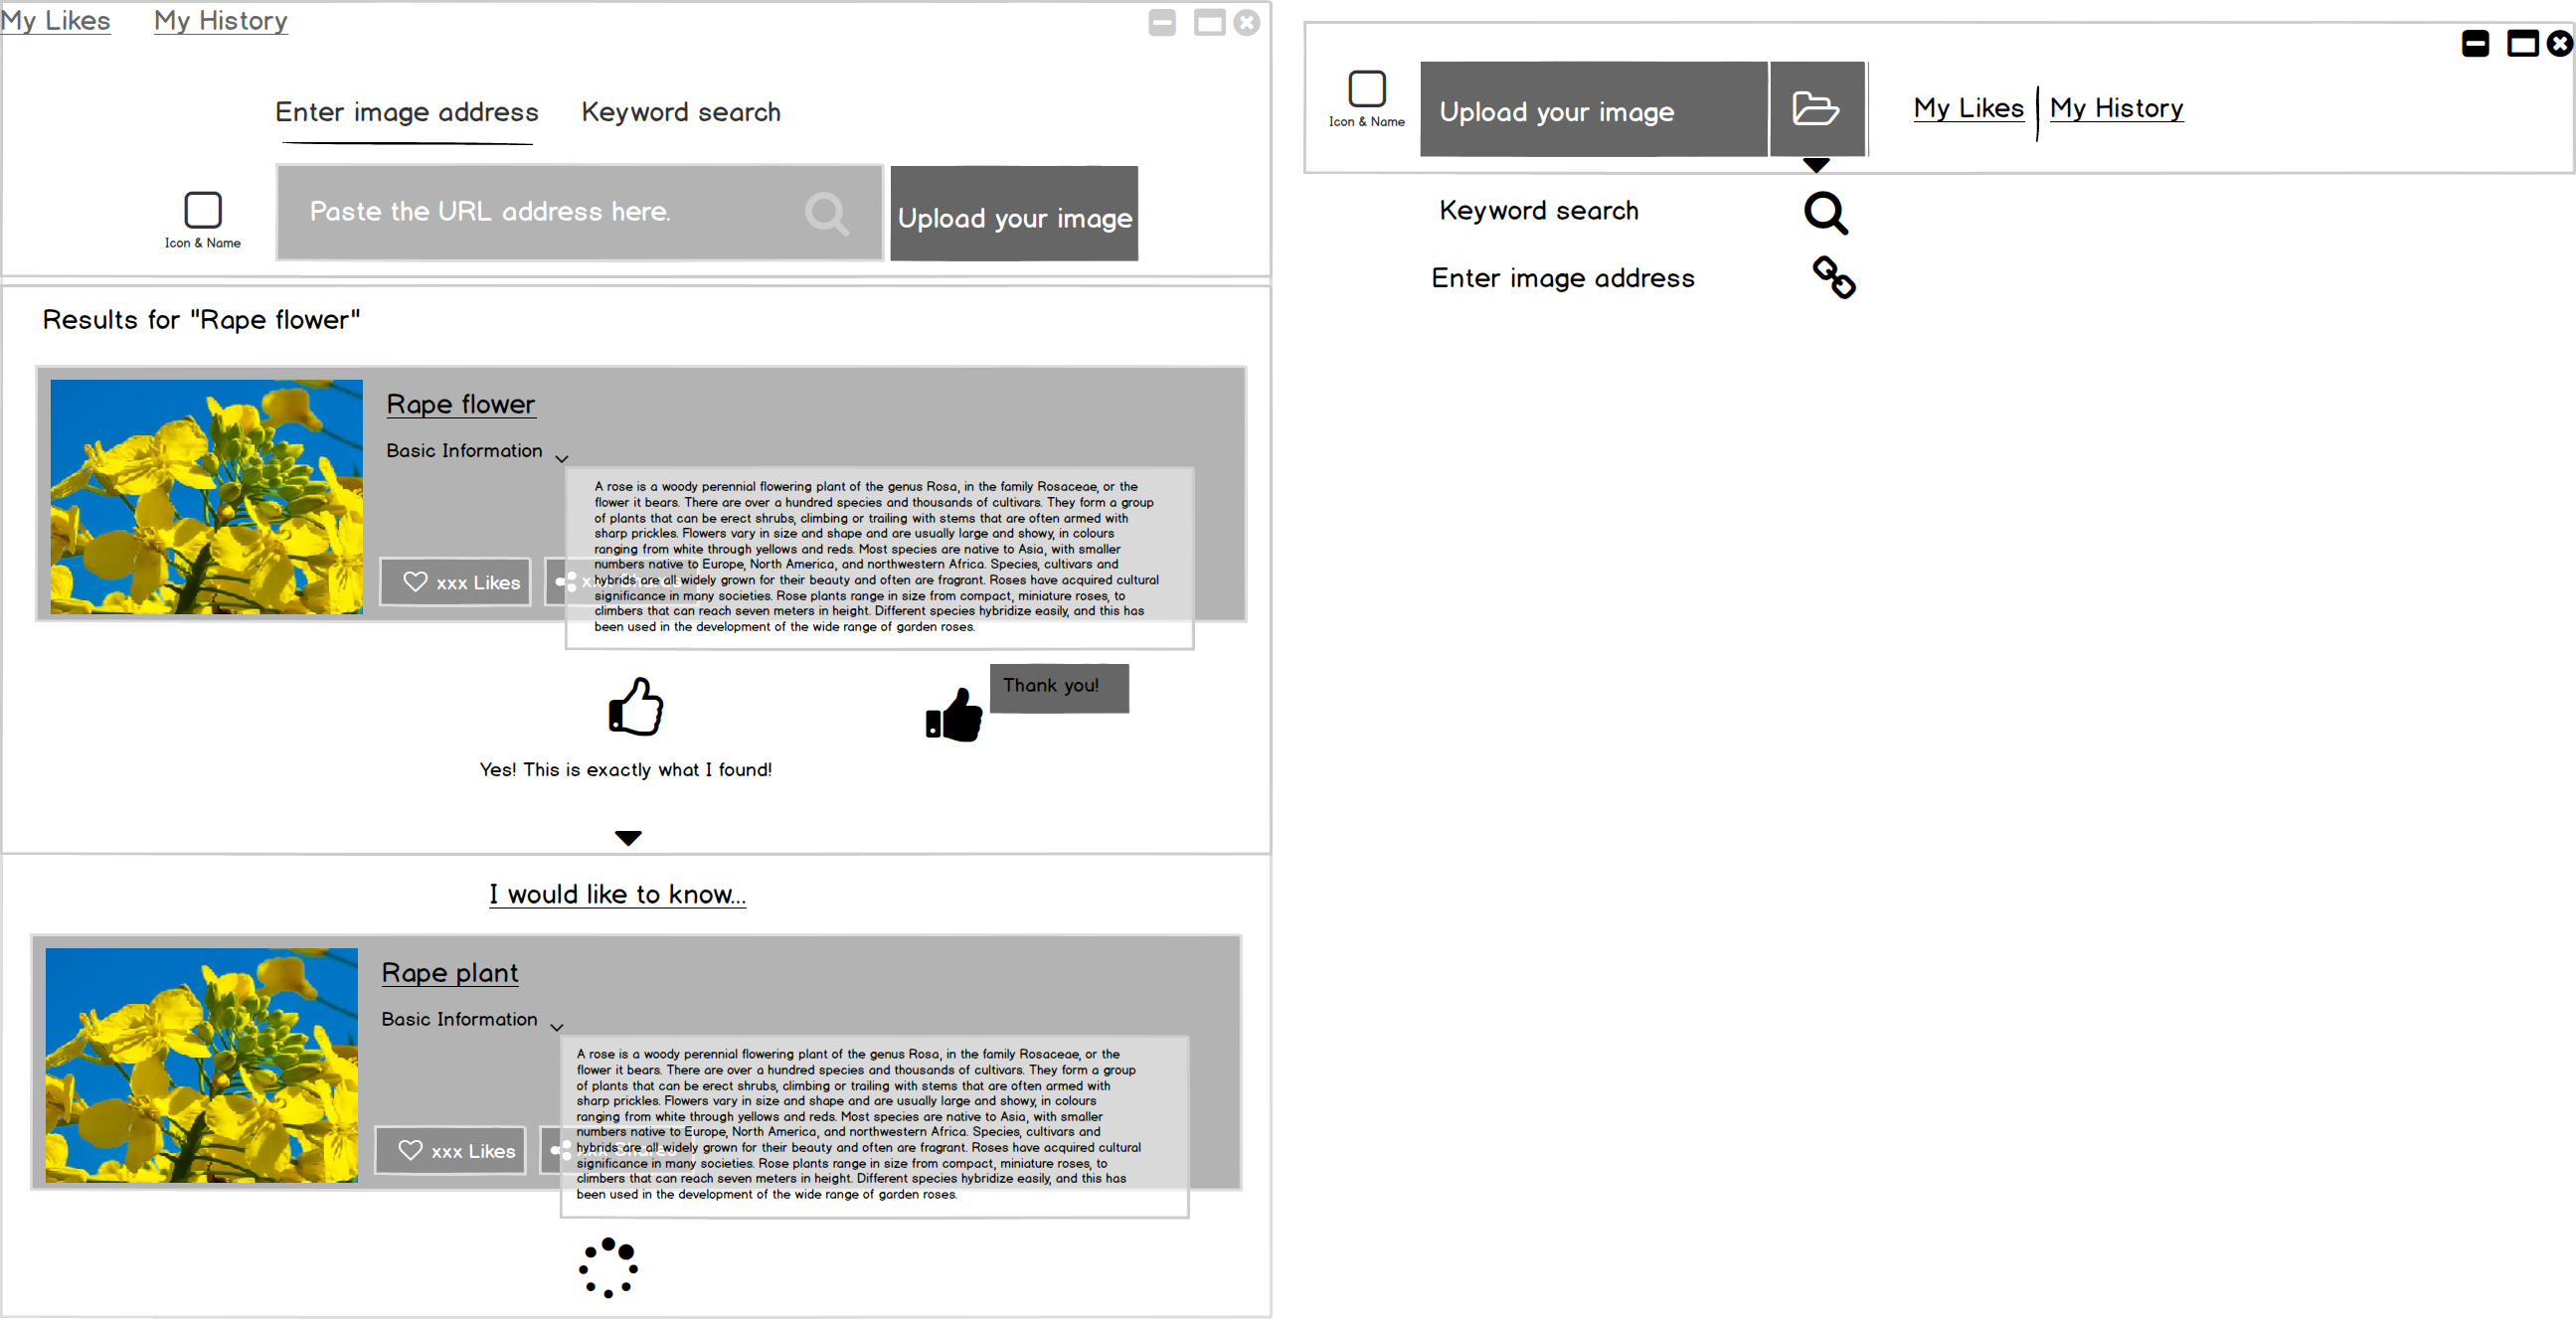 My Likes My History
Enter image address Keyword search
Paste the URL address here.
Upload your image
Icon & Name
Results for "Rape flower"
Rape flower
Basic Information
A rose is a woody perennial flowering plant of the genus Rosa, in the family Rosaceae, or the
flower it bears. There are over a hundred species and thousands of cultivars. They form a group
of plants that can be erect shrubs, climbing or trailing with stems that are often armed with
sharp prickles. Flowers vary in size and shape and are usually large and showy, in colours
ranging from white through yellows and reds. Most species are native to Asia, with smaller
numbers native to Europe, North America, and northwestern Africa. Species, cultivars and
hybrids are all widely grown for their beauty and often are fragrant. Roses have acquired cultural
significance in many societies. Rose plants range in size from compact, miniature roses, to
climbers that can reach seven meters in height. Different species hybridize easily, and this has
been used in the development of the wide range of garden roses.
xxx Likes
xxx Shares
Thank you!
Yes! This is exactly what I found!
I would like to know...
Rape plant
Basic Information
A rose is a woody perennial flowering plant of the genus Rosa, in the family Rosaceae, or the
flower it bears. There are over a hundred species and thousands of cultivars. They form a group
of plants that can be erect shrubs, climbing or trailing with stems that are often armed with
sharp prickles. Flowers vary in size and shape and are usually large and showy, in colours
ranging from white through yellows and reds. Most species are native to Asia, with smaller
numbers native to Europe, North America, and northwestern Africa. Species, cultivars and
hybrids are all widely grown for their beauty and often are fragrant. Roses have acquired cultural
significance in many societies. Rose plants range in size from compact, miniature roses, to
climbers that can reach seven meters in height. Different species hybridize easily, and this has
been used in the development of the wide range of garden roses.
xxx Likes
Shares
Icon & Name
Upload your image
My Likes My History
Keyword search
Enter image address